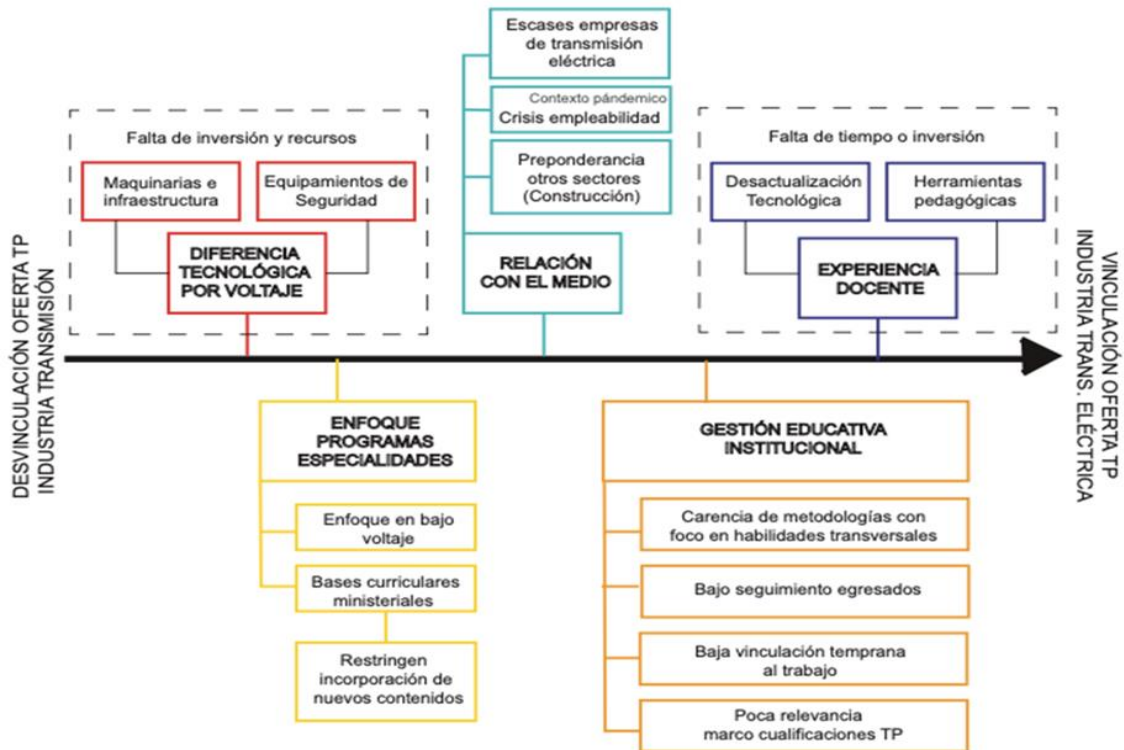 Escases empresas
de transmisión
eléctrica
Contexto pándemico
Crisis empleabilidad
Preponderancia
otros sectores
(Construcción)
RELACIÓN
CON EL MEDIO
Falta de inversión y recursos
Maquinarias e
infraestructura
Equipamientos de
Seguridad
DIFERENCIA
TECNOLÓGICA
POR VOLTAJE
Falta de tiempo o inversión
Desactualización
Tecnológica
Herramientas
pedagógicas
EXPERIENCIA
DOCENTE
DESVINCULACIÓN OFERTA TP
INDUSTRIA TRANSMISIÓN
VINCULACIÓN OFERTA TP
INDUSTRIA TRANS. ELÉCTRICA
ENFOQUE
PROGRAMAS
ESPECIALIDADES
Enfoque en bajo
voltaje
Bases curriculares
ministeriales
Restringen
incorporación de
nuevos contenidos
GESTIÓN EDUCATIVA
INSTITUCIONAL
Carencia de metodologías con
foco en habilidades transversales
Bajo seguimiento egresados
Baja vinculación temprana
al trabajo
Poca relevancia
marco cualificaciones TP